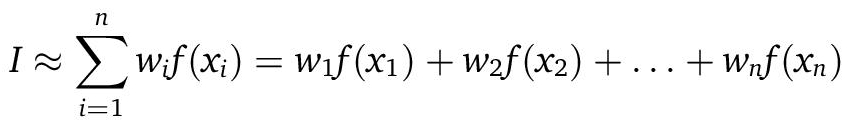 I ≈ ∑_{i=1}^{n} w_i f(x_i) = w_1 f(x_1) + w_2 f(x_2) + . . . + w_n f(x_n)